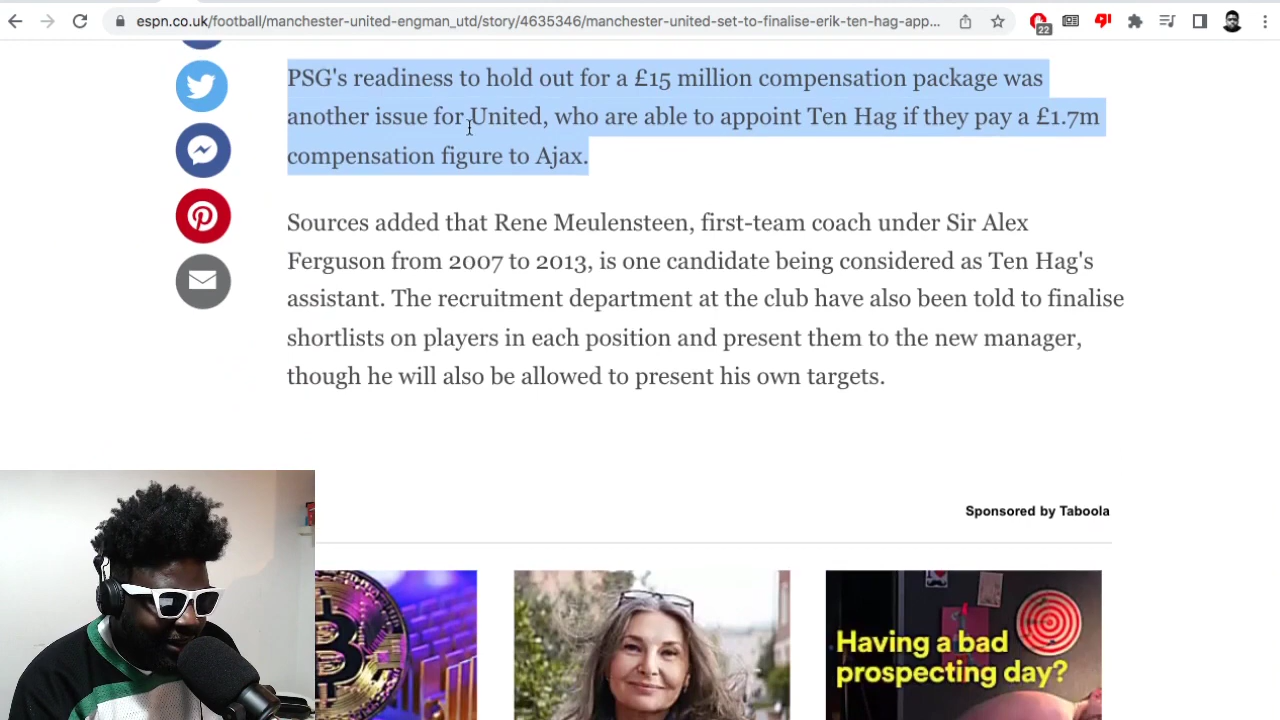 espn.co.uk/football/manchester-united-engman_utd/story/4635346/manchester-united-set-to-finalise-erik-ten-hag-app...
22
PSG's readiness to hold out for a £15 million compensation package was
another issue for United, who are able to appoint Ten Hag if they pay a £1.7m
compensation figure to Ajax.
Sources added that Rene Meulensteen, first-team coach under Sir Alex
Ferguson from 2007 to 2013, is one candidate being considered as Ten Hag's
assistant. The recruitment department at the club have also been told to finalise
shortlists on players in each position and present them to the new manager,
though he will also be allowed to present his own targets.
Sponsored by Taboola
Having a bad
prospecting day?